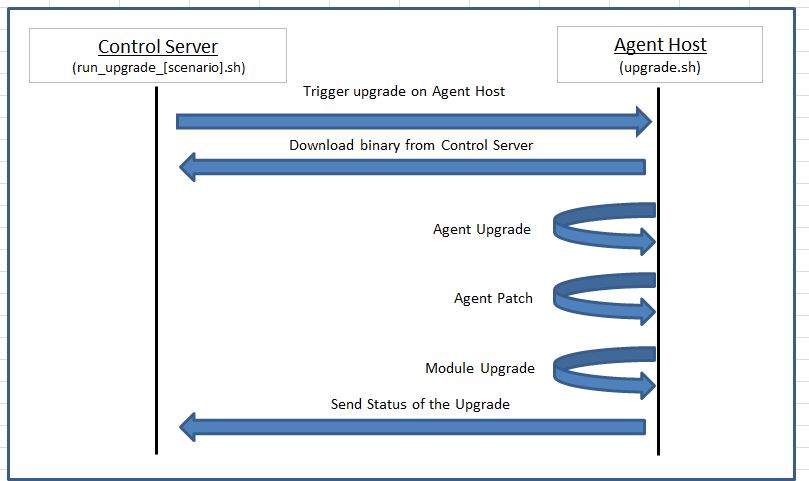 Control Server
(run_upgrade_[scenario].sh)
Agent Host
(upgrade.sh)
Trigger upgrade on Agent Host
Download binary from Control Server
Agent Upgrade
Agent Patch
Module Upgrade
Send Status of the Upgrade